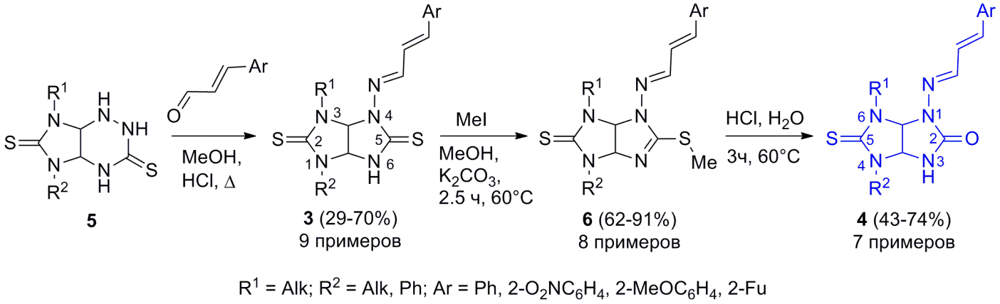 R¹ N H N NH S N N H S R² 5
O Ar
MeOH,
HCl, Δ
Ar N R¹ N 3 N 4 S 2 5 S N 1 N 6 H R²
3 (29-70%)
9 примеров
MeI
MeOH,
K₂CO₃,
2.5 ч, 60°C
Ar N R¹ N N S S Me N N R²
6 (62-91%)
8 примеров
HCl, H₂O
3ч, 60°C
Ar N R¹ N 6 N 1 S 5 2 O N 4 N 3 H R²
4 (43-74%)
7 примеров
R¹ = Alk; R² = Alk, Ph; Ar = Ph, 2-O₂NC₆H₄, 2-MeOC₆H₄, 2-Fu